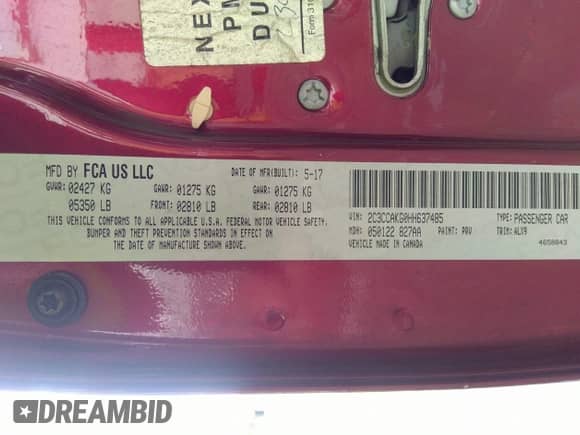 NEX
PM
DU
Form 31
MFD BY FCA US LLC
DATE OF MFR(BUILT): 5-17
GVWR: 02427 KG GAWR: 01275 KG 01275 KG
05350 LB FRONT: 02810 LB REAR: 02810 LB
THIS VEHICLE CONFORMS TO ALL APPLICABLE U.S.A. FEDERAL MOTOR VEHICLE SAFETY,
BUMPER AND THEFT PREVENTION STANDARDS IN EFFECT ON
THE DATE OF MANUFACTURE SHOWN ABOVE.
VIN: 2C3CCAKG0HH637485 TYPE: PASSENGER CAR
MDH: 050122 827AA PAINT: PRV TRIM: ALX9
VEHICLE MADE IN CANADA
4658843
DREAMBID